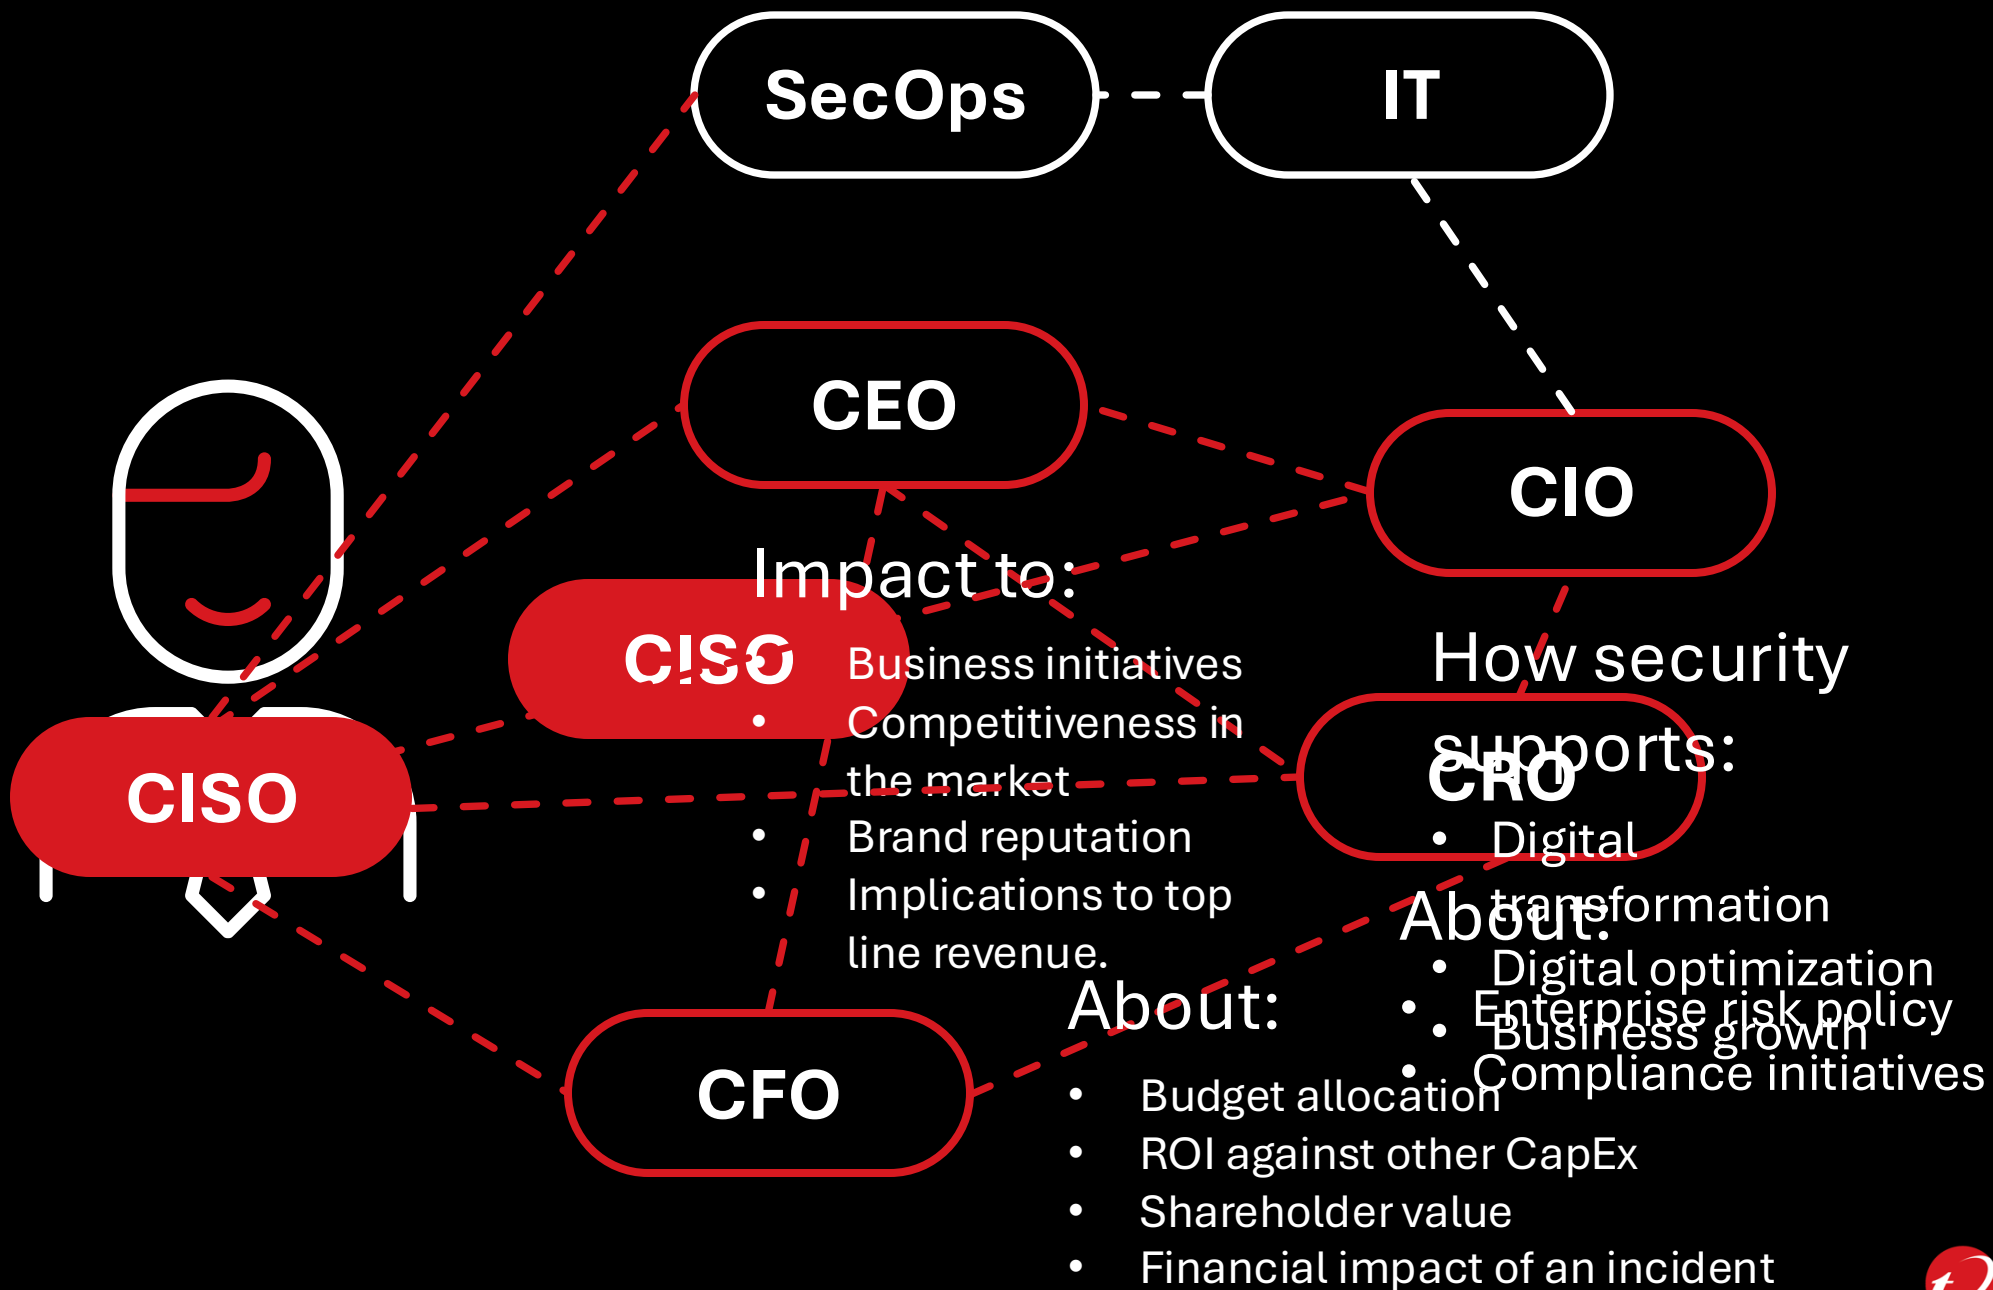 SecOps
IT
CEO
CIO
Impact to:
CISO
• Business initiatives
• Competitiveness in
the market
• Brand reputation
• Implications to top
line revenue.
How security
supports:
• Digital
transformation
• Digital optimization
• Business growth
CISO
CRO
About:
• Enterprise risk policy
• Compliance initiatives
About:
• Budget allocation
• ROI against other CapEx
• Shareholder value
• Financial impact of an incident
CFO